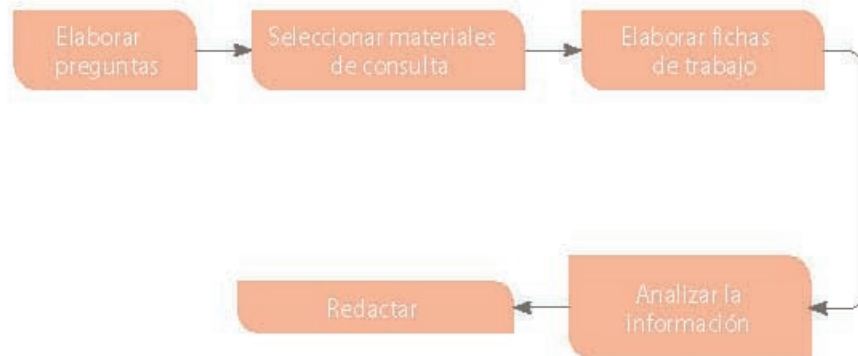 Elaborar
preguntas
Seleccionar materiales
de consulta
Elaborar fichas
de trabajo
Analizar la
información
Redactar